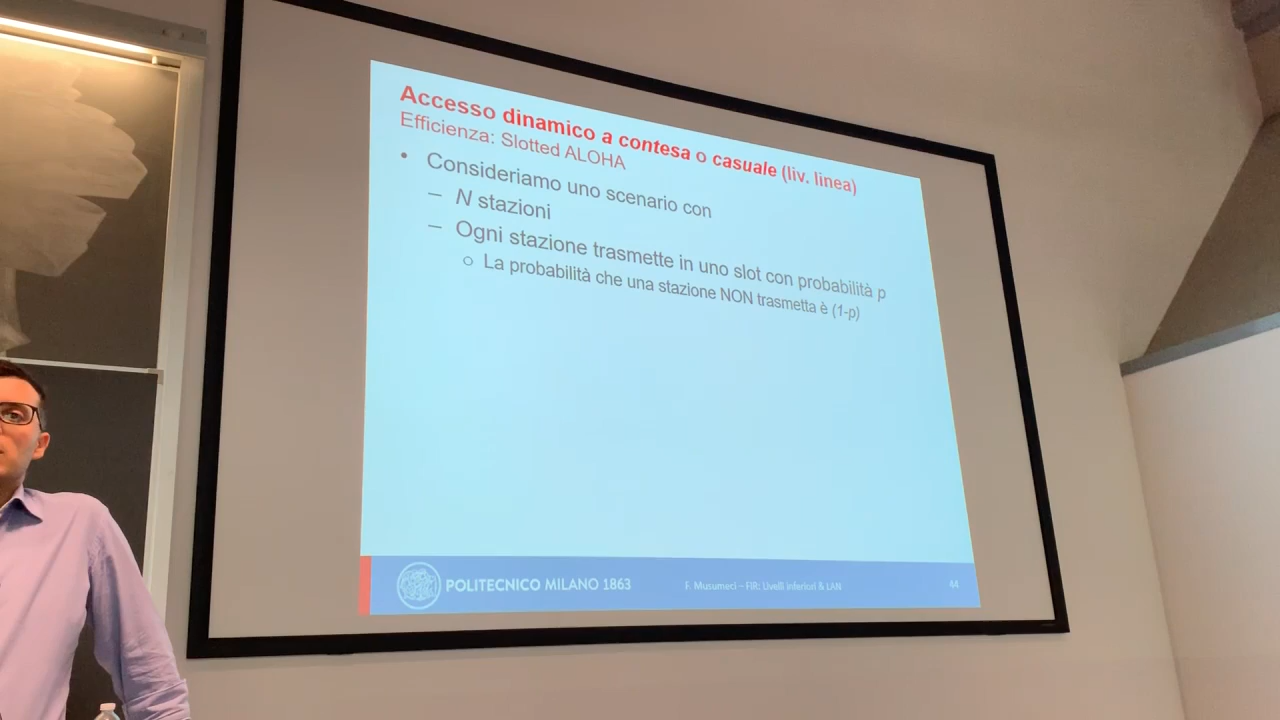 Accesso dinamico a contesa o casuale (liv. linea)
Efficienza: Slotted ALOHA
• Consideriamo uno scenario con
– N stazioni
– Ogni stazione trasmette in uno slot con probabilità p
o La probabilità che una stazione NON trasmetta è (1-p)
POLITECNICO MILANO 1863
F. Musumeci – FIR: Livelli inferiori & LAN
44